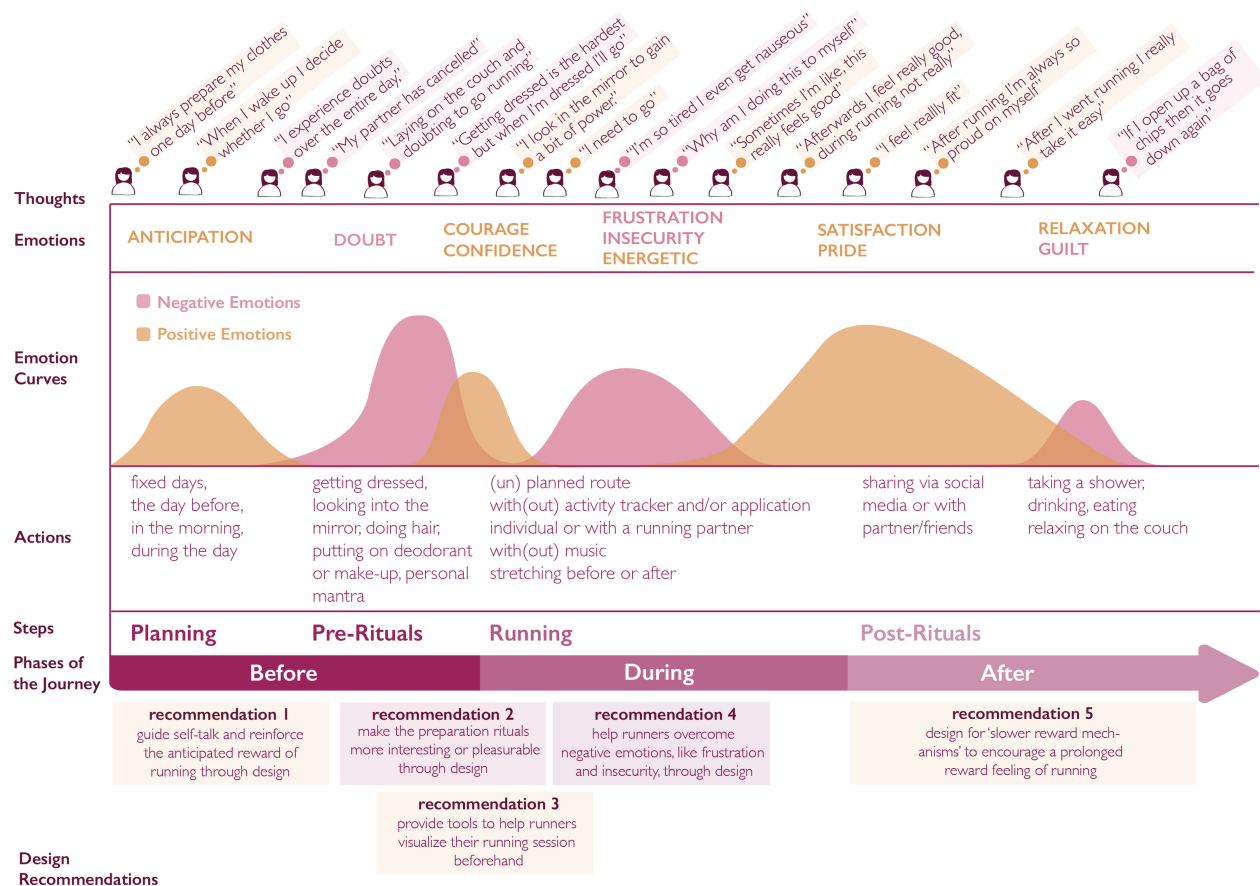 “I always prepare my clothes
one day before”
“When I wake up I decide
whether I go”
“I experience doubts
over the entire day,”
“My partner has cancelled”
“Laying on the couch and
doubting to go running”
“Getting dressed is the hardest
but when I’m dressed I’ll go”
“I look in the mirror to gain
a bit of power.”
“I need to go”
“I’m so tired I even get nauseous”
“Why am I doing this to myself”
“Sometimes I’m like, this
really feels good”
“Afterwards I feel really good,
during running not really”
“I feel really fit”
“After running I’m always so
proud on myself”
“After I went running I really
take it easy”
“If I open up a bag of
chips then it goes
down again”
Thoughts
Emotions
ANTICIPATION
DOUBT
COURAGE
CONFIDENCE
FRUSTRATION
INSECURITY
ENERGETIC
SATISFACTION
PRIDE
RELAXATION
GUILT
Negative Emotions
Positive Emotions
Emotion
Curves
Actions
fixed days,
the day before,
in the morning,
during the day
getting dressed,
looking into the
mirror, doing hair,
putting on deodorant
or make-up, personal
mantra
(un) planned route
with(out) activity tracker and/or application
individual or with a running partner
with(out) music
stretching before or after
sharing via social
media or with
partner/friends
taking a shower,
drinking, eating
relaxing on the couch
Steps
Planning
Pre-Rituals
Running
Post-Rituals
Phases of
the Journey
Before
During
After
recommendation 1
guide self-talk and reinforce
the anticipated reward of
running through design
recommendation 2
make the preparation rituals
more interesting or pleasurable
through design
recommendation 4
help runners overcome
negative emotions, like frustration
and insecurity, through design
recommendation 5
design for ‘slower reward mech-
anisms’ to encourage a prolonged
reward feeling of running
recommendation 3
provide tools to help runners
visualize their running session
beforehand
Design
Recommendations